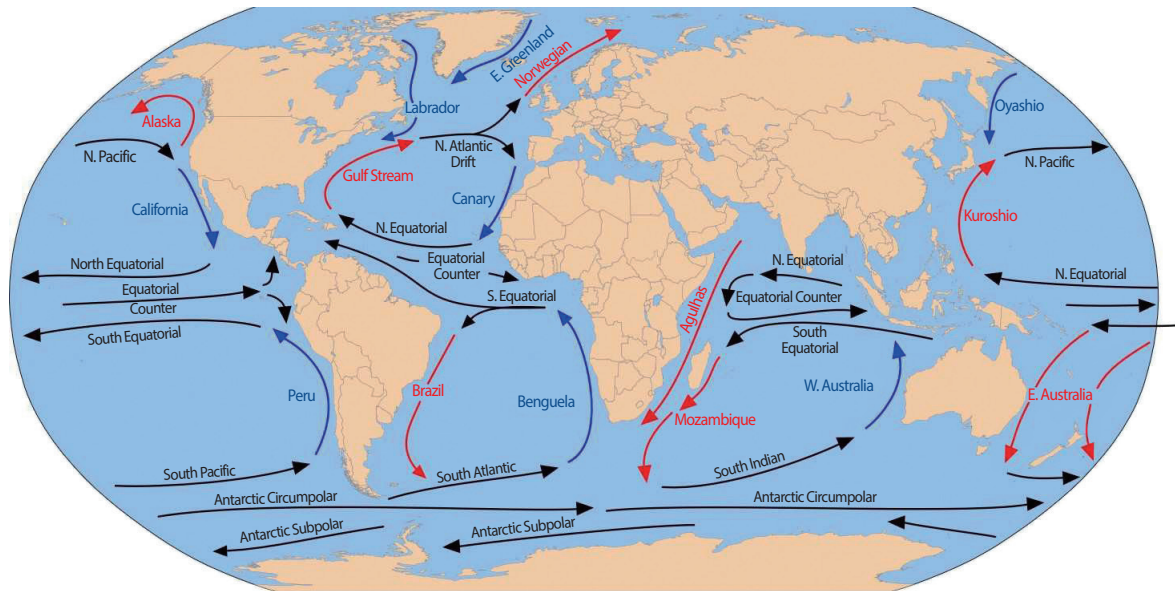 E. Greenland
Norwegian
Labrador
Oyashio
Alaska
N. Pacific
N. Atlantic
Drift
N. Pacific
Gulf Stream
California
Canary
Kuroshio
N. Equatorial
North Equatorial
Equatorial
Counter
N. Equatorial
N. Equatorial
Equatorial
Counter
S. Equatorial
Agulhas
Equatorial Counter
South Equatorial
South
Equatorial
Peru
Brazil
Benguela
W. Australia
E. Australia
Mozambique
South Pacific
South Atlantic
South Indian
Antarctic Circumpolar
Antarctic Circumpolar
Antarctic Subpolar
Antarctic Subpolar